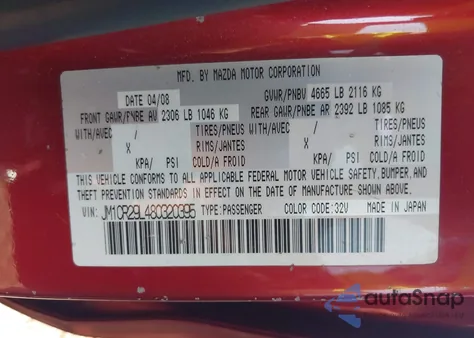 MFD. BY MAZDA MOTOR CORPORATION
DATE 04/08 GVWR/PNBV 4665 LB 2116 KG
FRONT GAWR/PNBE AV 2306 LB 1046 KG REAR GAWR/PNBE AR 2392 LB 1085 KG
WITH/AVEC / TIRES/PNEUS WITH/AVEC / TIRES/PNEUS
X RIMS/JANTES X RIMS/JANTES
KPA/ PSI COLD/A FROID KPA/ PSI COLD/A FROID
THIS VEHICLE CONFORMS TO ALL APPLICABLE FEDERAL MOTOR VEHICLE SAFETY, BUMPER, AND
THEFT PREVENTION STANDARDS IN EFFECT ON THE DATE OF MANUFACTURE SHOWN ABOVE.
VIN: JM1CR29L480320395 TYPE:PASSENGER COLOR CODE:32V MADE IN JAPAN
autoSnap